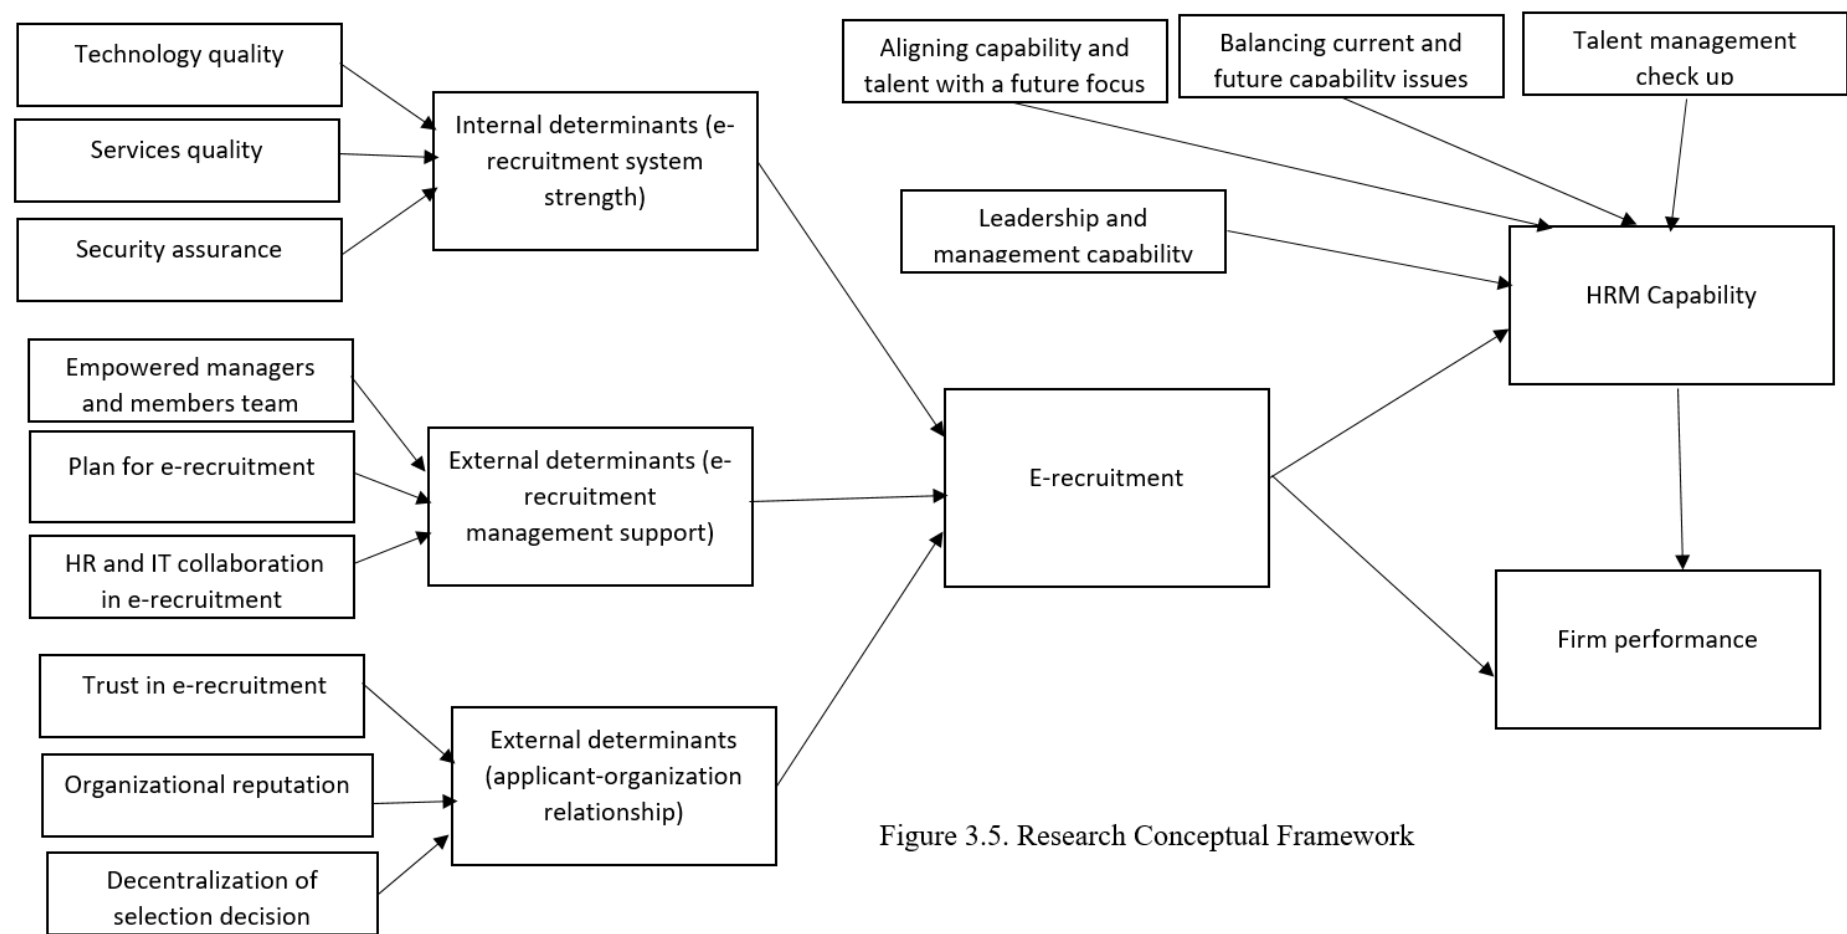 Technology quality
Services quality
Security assurance
Internal determinants (e-
recruitment system
strength)
Empowered managers
and members team
Plan for e-recruitment
HR and IT collaboration
in e-recruitment
External determinants (e-
recruitment
management support)
Trust in e-recruitment
Organizational reputation
Decentralization of
selection decision
External determinants
(applicant-organization
relationship)
Aligning capability and
talent with a future focus
Balancing current and
future capability issues
Talent management
check up
Leadership and
management capability
HRM Capability
E-recruitment
Firm performance
Figure 3.5. Research Conceptual Framework